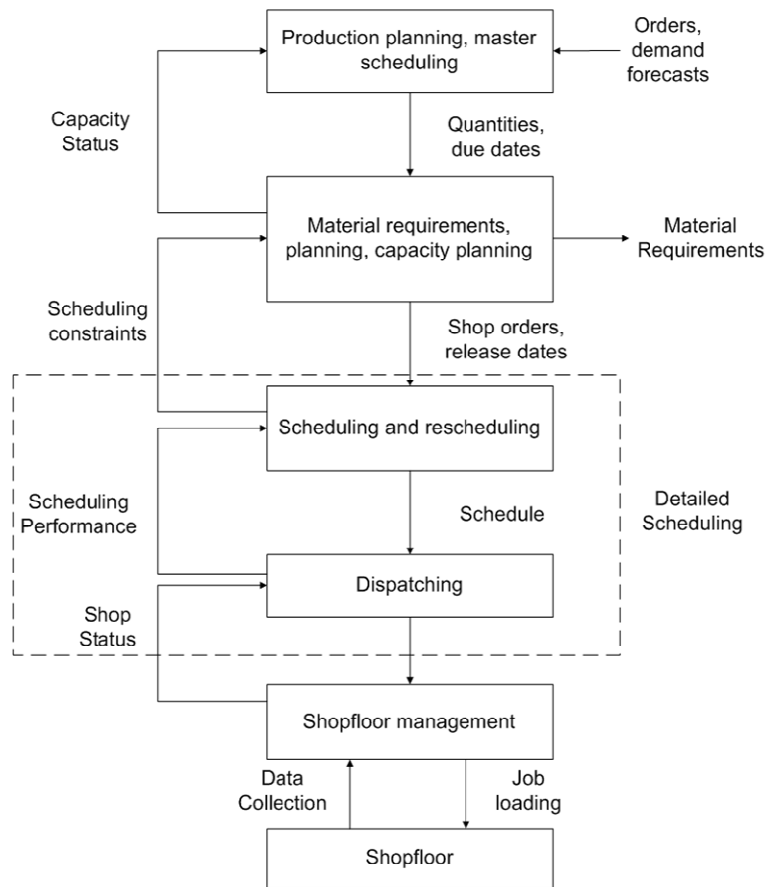 Production planning, master
scheduling
Orders,
demand
forecasts
Capacity
Status
Quantities,
due dates
Material requirements,
planning, capacity planning
Material
Requirements
Scheduling
constraints
Shop orders,
release dates
Scheduling and rescheduling
Scheduling
Performance
Schedule
Detailed
Scheduling
Dispatching
Shop
Status
Shopfloor management
Data
Collection
Job
loading
Shopfloor